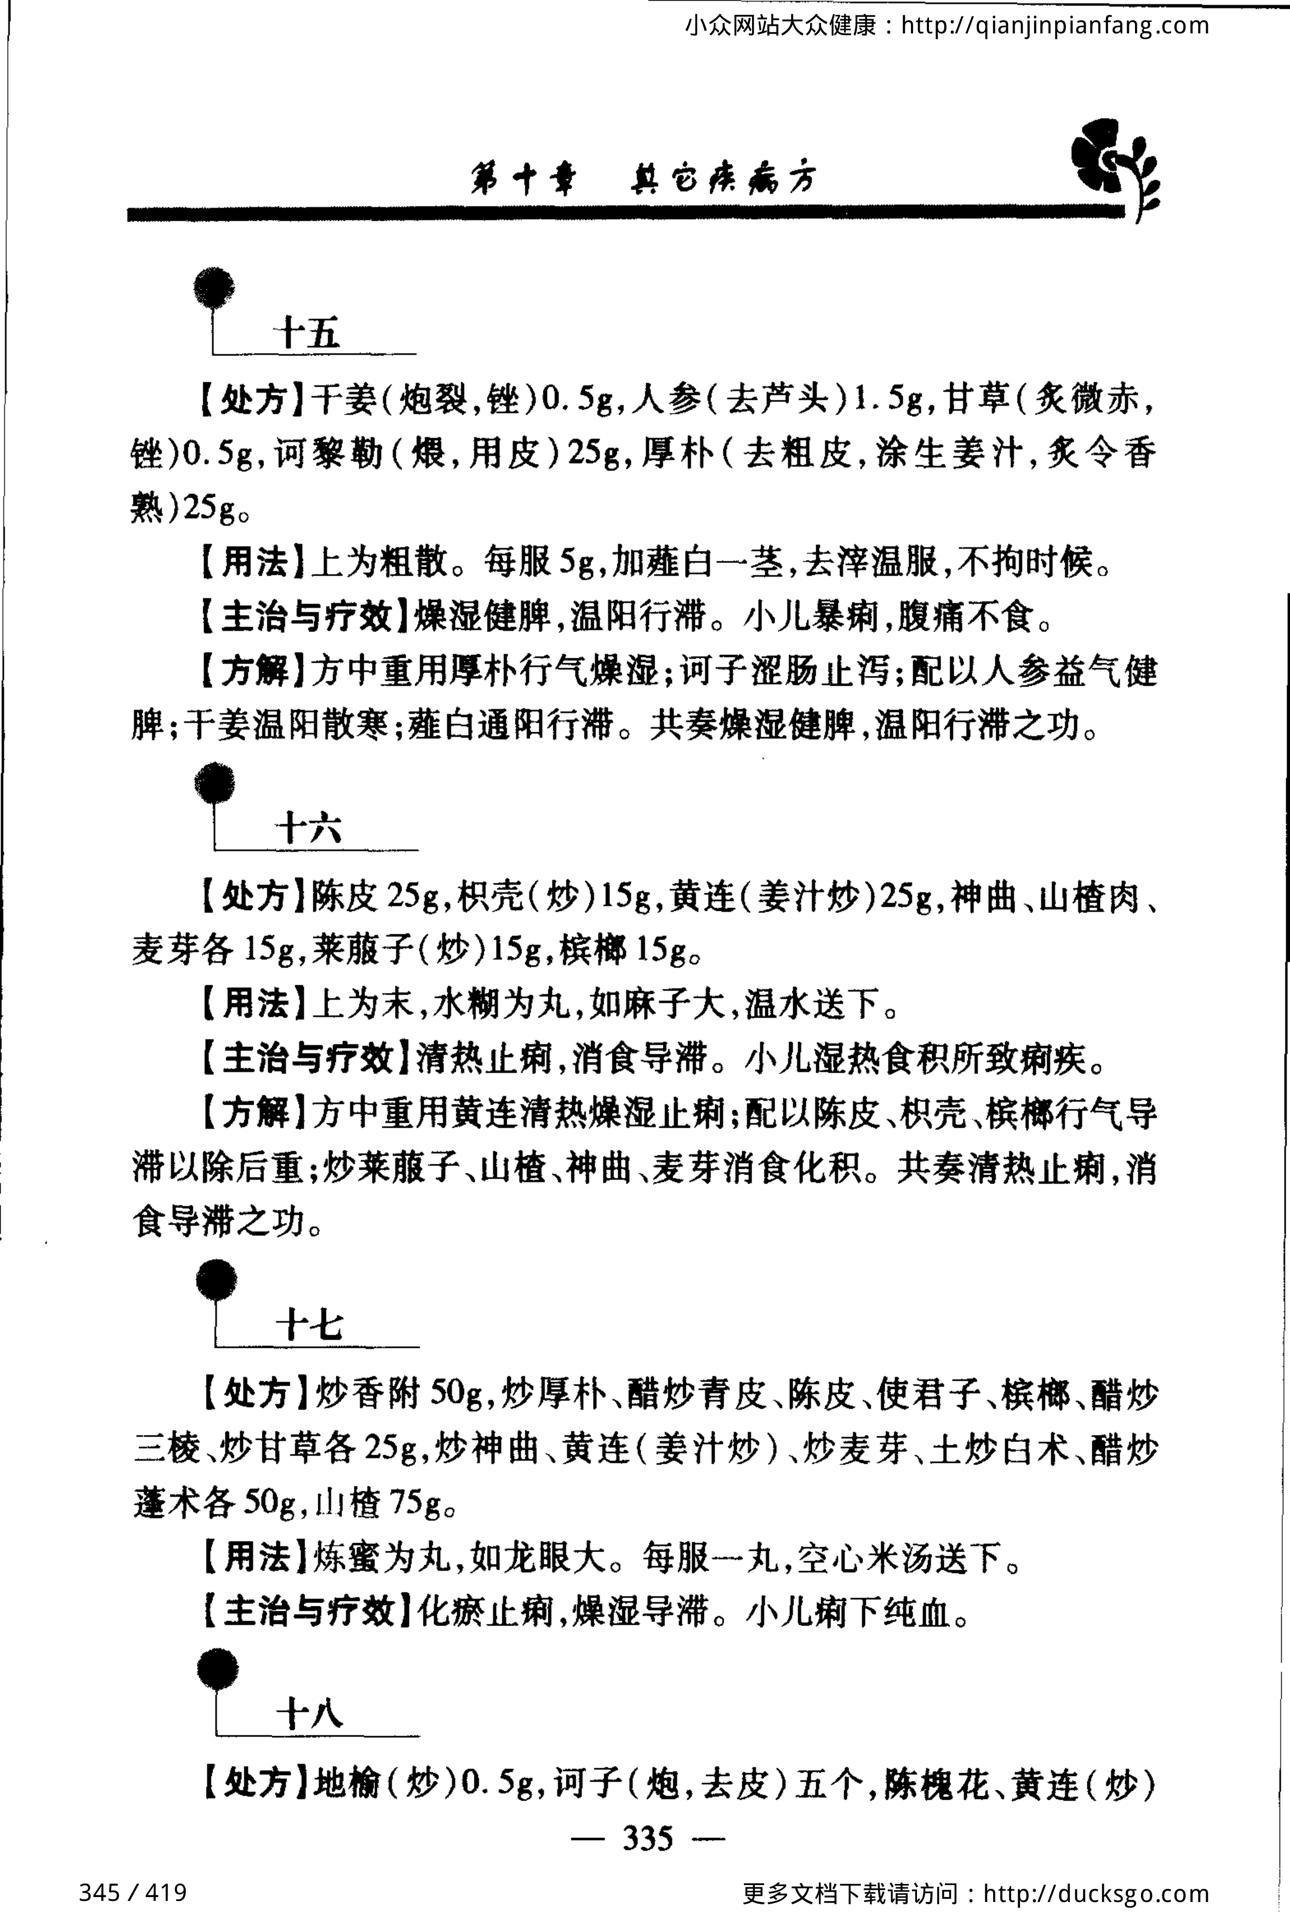 小众网站大众健康：http://qianjinpianfang.com
第十章 其它疾病方
十五
【处方】干姜(炮裂,锉)0.5g,人参(去芦头)1.5g,甘草(炙微赤,
锉)0.5g,诃黎勒(煨,用皮)25g,厚朴(去粗皮,涂生姜汁,炙令香
熟)25g。
【用法】上为粗散。每服5g,加薤白一茎,去滓温服,不拘时候。
【主治与疗效】燥湿健脾,温阳行滞。小儿暴痢,腹痛不食。
【方解】方中重用厚朴行气燥湿;诃子涩肠止泻;配以人参益气健
脾;干姜温阳散寒;薤白通阳行滞。共奏燥湿健脾,温阳行滞之功。
十六
【处方】陈皮25g,枳壳(炒)15g,黄连(姜汁炒)25g,神曲、山楂肉、
麦芽各15g,莱菔子(炒)15g,槟榔15g。
【用法】上为末,水糊为丸,如麻子大,温水送下。
【主治与疗效】清热止痢,消食导滞。小儿湿热食积所致痢疾。
【方解】方中重用黄连清热燥湿止痢;配以陈皮、枳壳、槟榔行气导
滞以除后重;炒莱菔子、山楂、神曲、麦芽消食化积。共奏清热止痢,消
食导滞之功。
十七
【处方】炒香附50g,炒厚朴、醋炒青皮、陈皮、使君子、槟榔、醋炒
三棱、炒甘草各25g,炒神曲、黄连(姜汁炒)、炒麦芽、土炒白术、醋炒
蓬术各50g,山楂75g。
【用法】炼蜜为丸,如龙眼大。每服一丸,空心米汤送下。
【主治与疗效】化瘀止痢,燥湿导滞。小儿痢下纯血。
十八
【处方】地榆(炒)0.5g,诃子(炮,去皮)五个,陈槐花、黄连(炒)
— 335 —
345 / 419
更多文档下载请访问：http://ducksgo.com